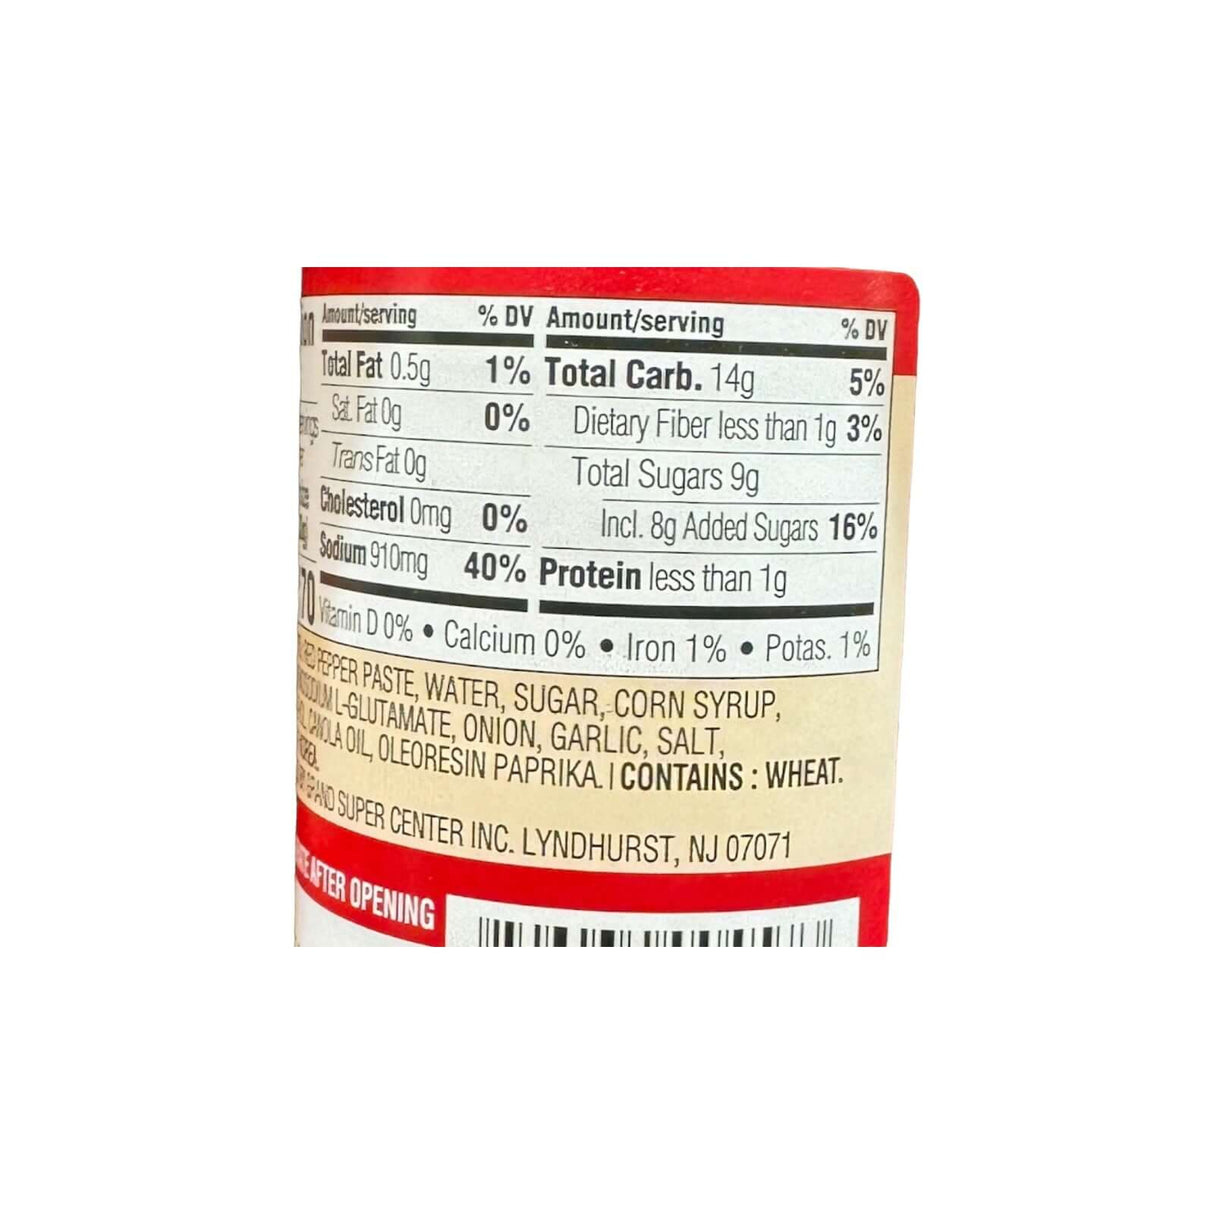 Amount/serving % DV Amount/serving % DV
Total Fat 0.5g 1% Total Carb. 14g 5%
Sat. Fat 0g 0% Dietary Fiber less than 1g 3%
Trans Fat 0g Total Sugars 9g
Cholesterol 0mg 0% Incl. 8g Added Sugars 16%
Sodium 910mg 40% Protein less than 1g
70
Vitamin D 0% • Calcium 0% • Iron 1% • Potas. 1%
RED PEPPER PASTE, WATER, SUGAR, CORN SYRUP,
L-GLUTAMATE, ONION, GARLIC, SALT,
CANOLA OIL, OLEORESIN PAPRIKA. | CONTAINS : WHEAT.
GRAND SUPER CENTER INC. LYNDHURST, NJ 07071
AFTER OPENING